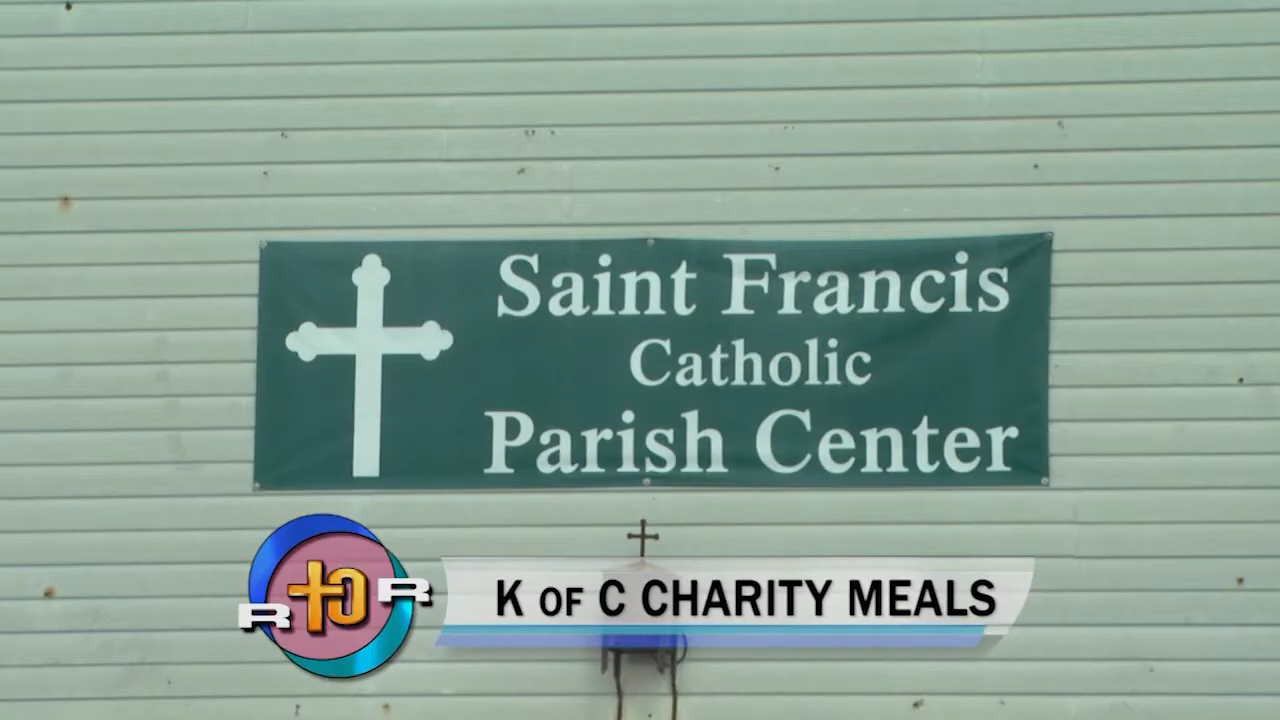 Saint Francis
Catholic
Parish Center
K OF C CHARITY MEALS
R R